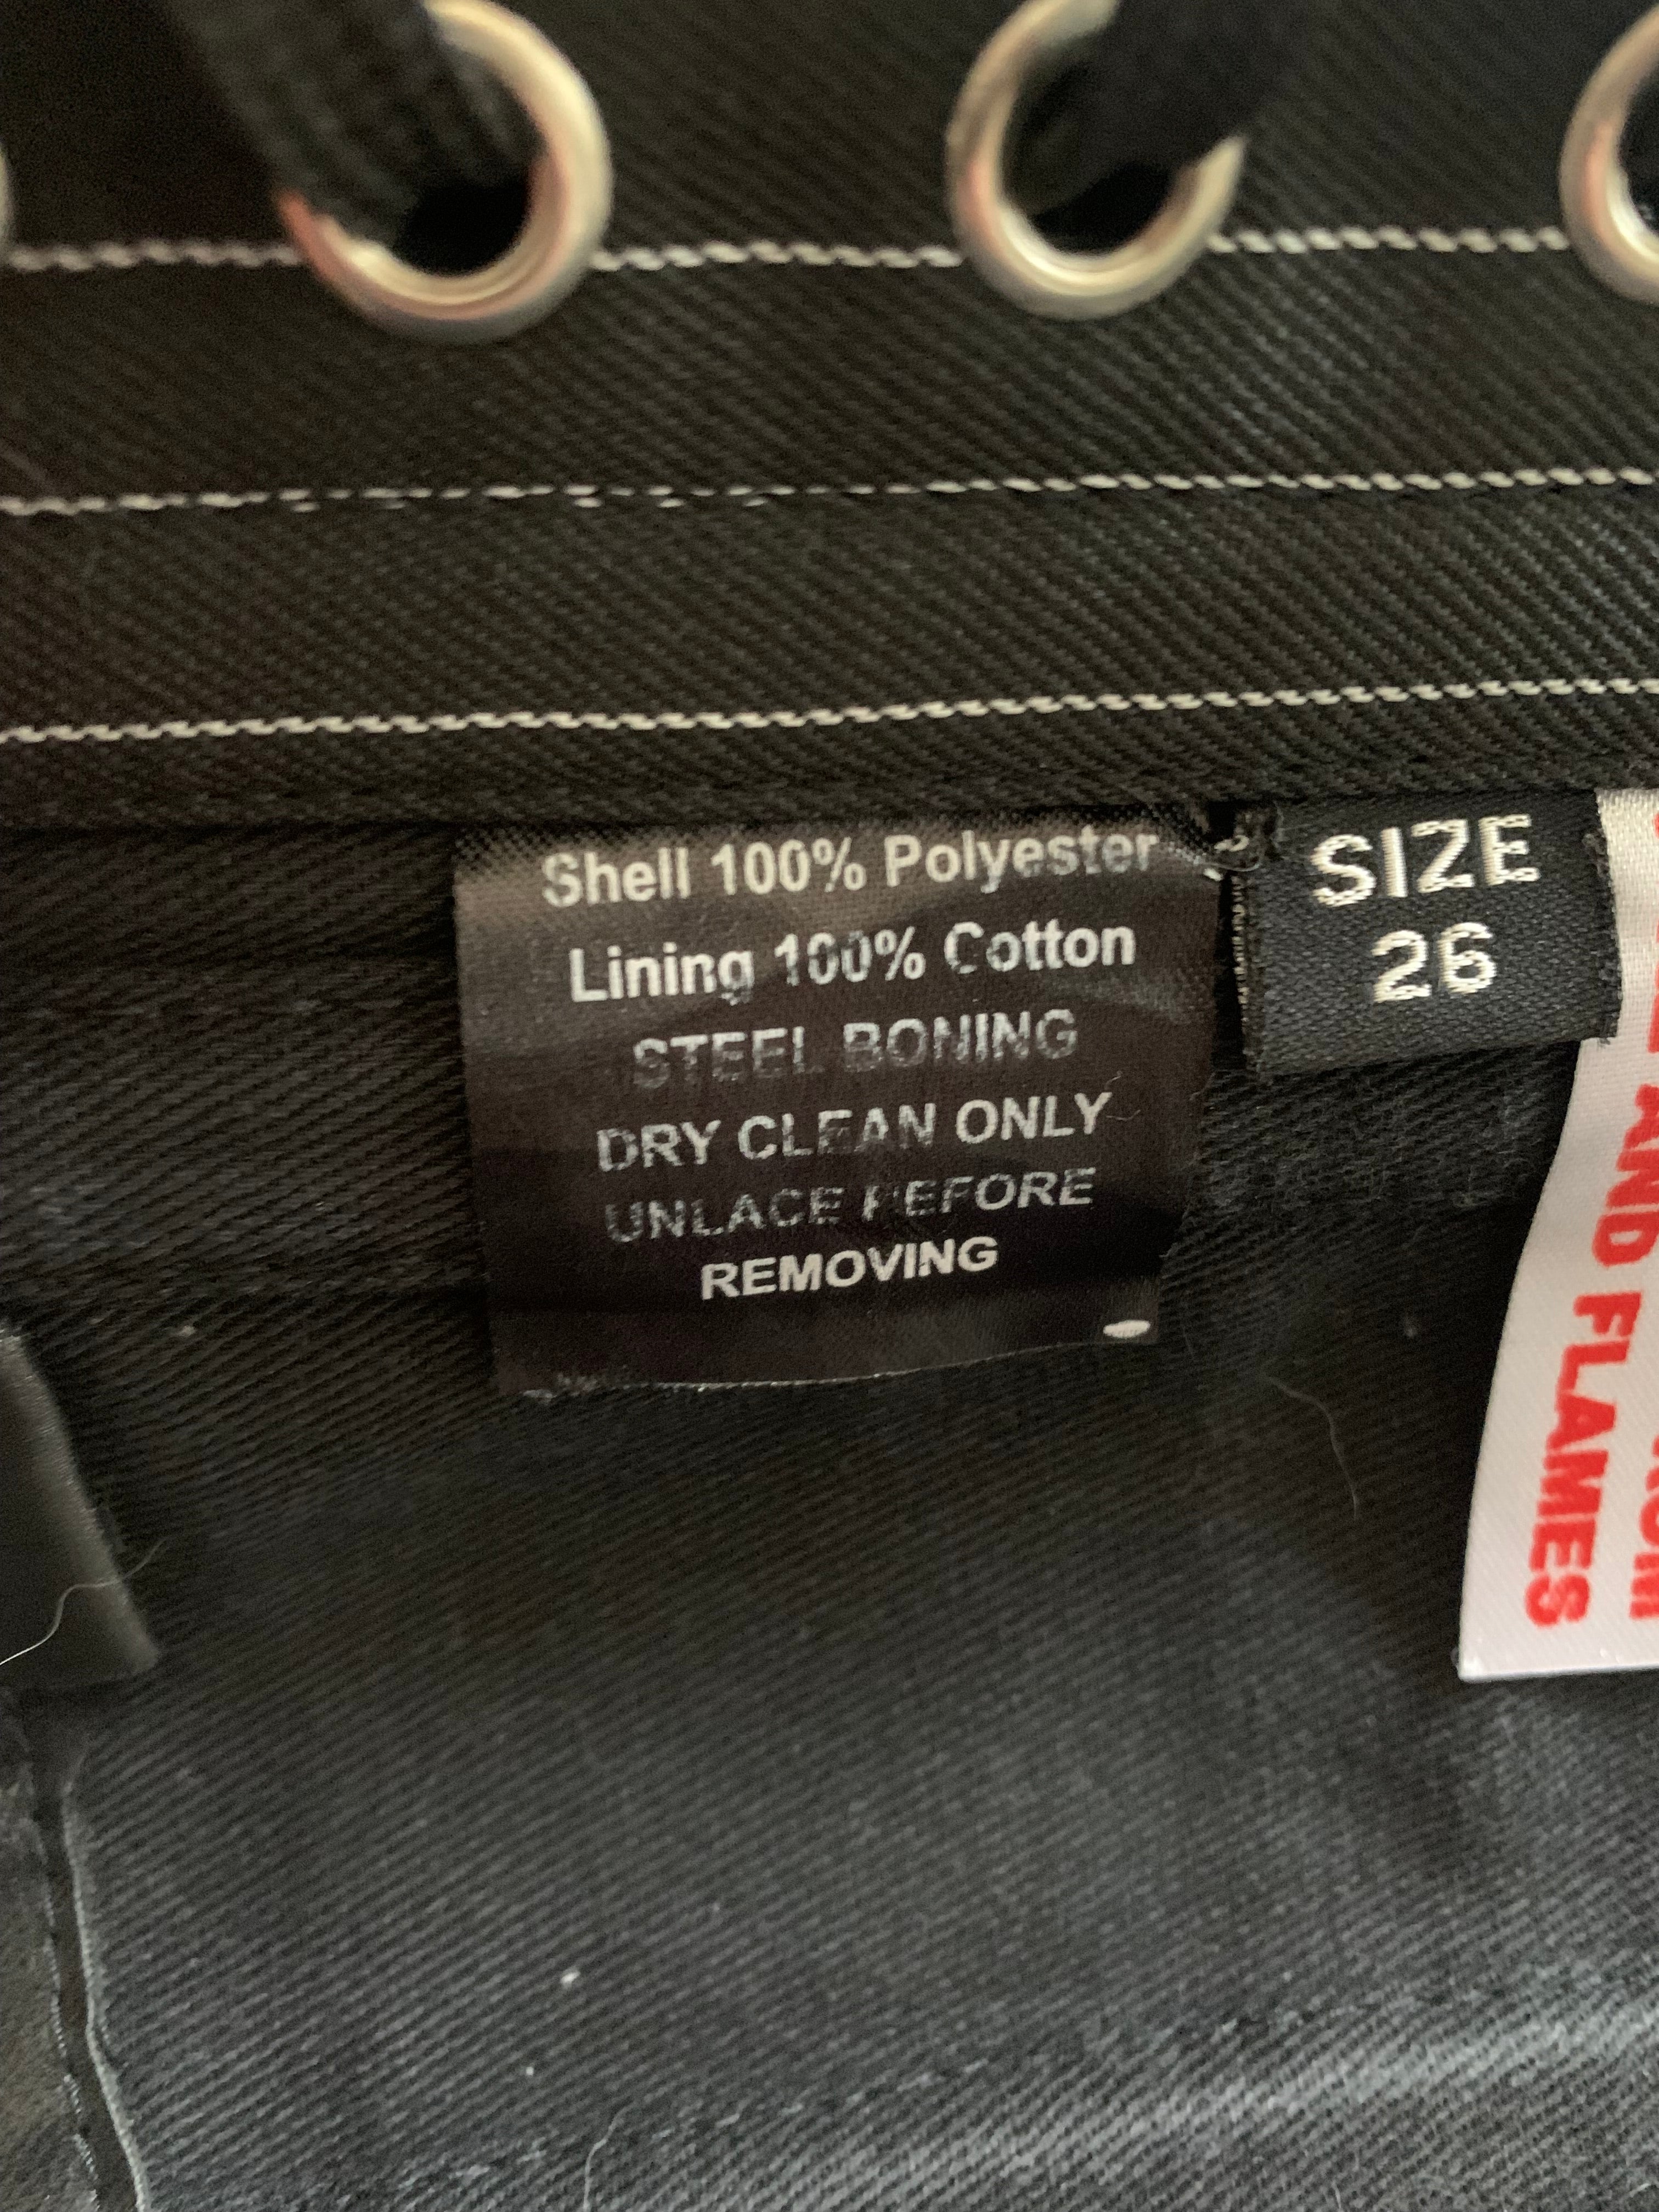 Shell 100% Polyester
Lining 100% Cotton
STEEL BONING
DRY CLEAN ONLY
UNLACE BEFORE
REMOVING
SIZE
26
AND FLAMES